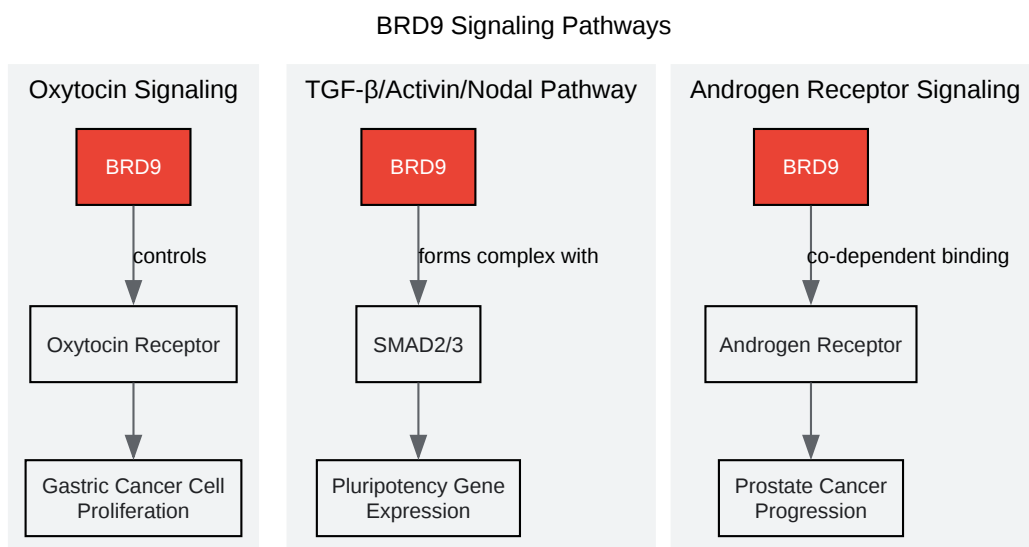 BRD9 Signaling Pathways
Oxytocin Signaling
BRD9
controls
Oxytocin Receptor
Gastric Cancer Cell
Proliferation
TGF-β/Activin/Nodal Pathway
BRD9
forms complex with
SMAD2/3
Pluripotency Gene
Expression
Androgen Receptor Signaling
BRD9
co-dependent binding
Androgen Receptor
Prostate Cancer
Progression